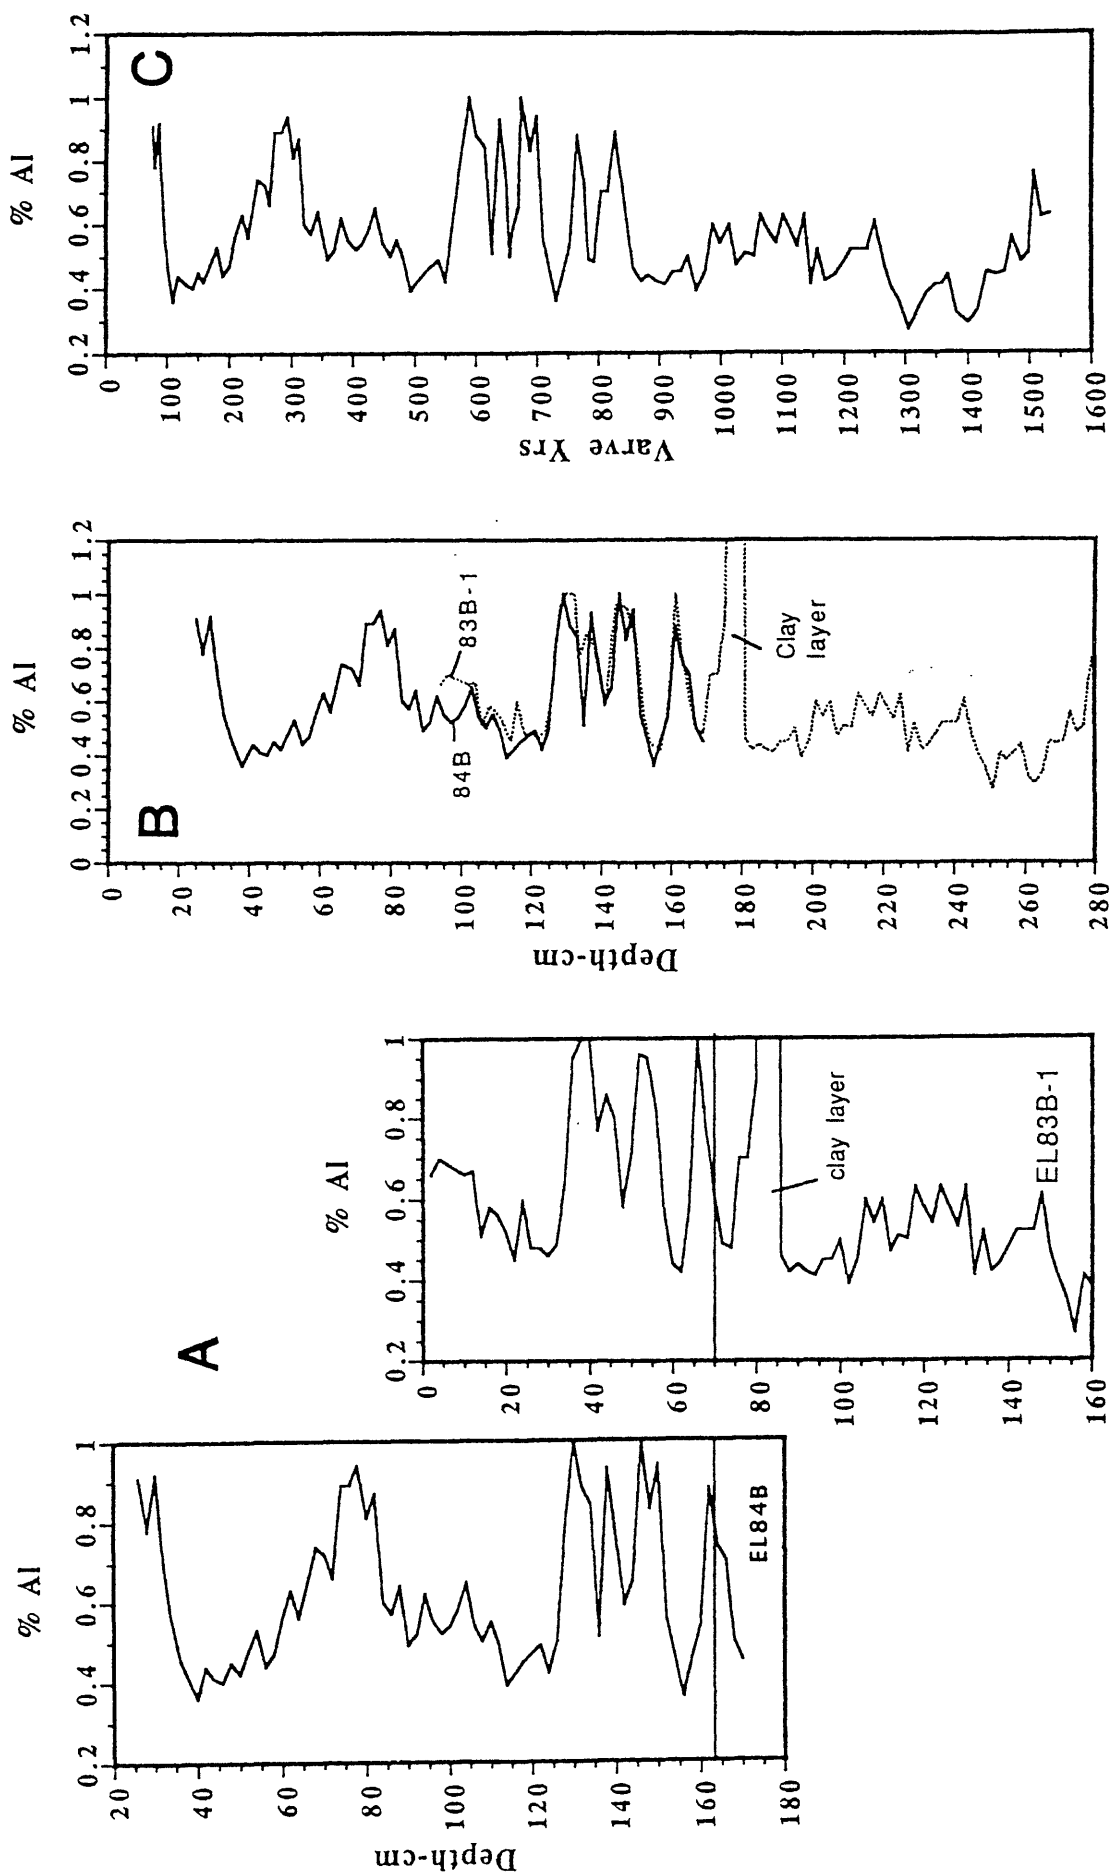 A
% Al
0.2 0.4 0.6 0.8 1
20
40
60
80
100
120
140
160
180
Depth-cm
EL84B
% Al
0.2 0.4 0.6 0.8 1
0
20
40
60
80
100
120
140
160
clay layer
EL83B-1
B
% Al
0 0.2 0.4 0.6 0.8 1 1.2
0
20
40
60
80
100
120
140
160
180
200
220
240
260
280
Depth-cm
84B
83B-1
Clay
layer
C
% Al
0.2 0.4 0.6 0.8 1 1.2
0
100
200
300
400
500
600
700
800
900
1000
1100
1200
1300
1400
1500
1600
Varve Yrs